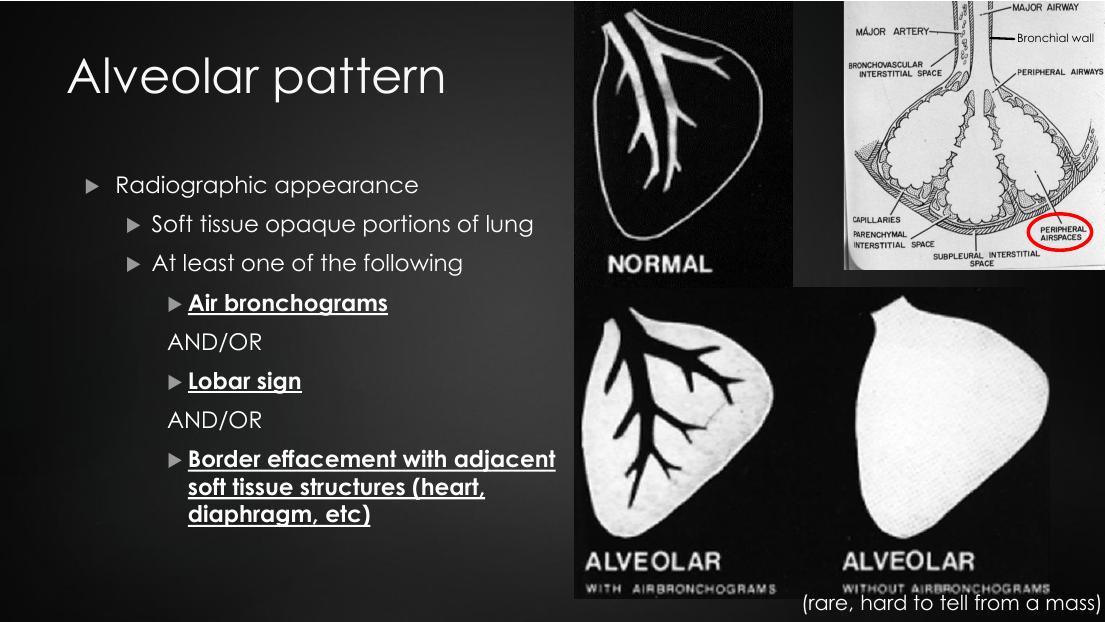 Alveolar pattern
Radiographic appearance
Soft tissue opaque portions of lung
At least one of the following
Air bronchograms
AND/OR
Lobar sign
AND/OR
Border effacement with adjacent
soft tissue structures (heart,
diaphragm, etc)
NORMAL
MAJOR AIRWAY
MAJOR ARTERY
Bronchial wall
BRONCHOVASCULAR
INTERSTITIAL SPACE
PERIPHERAL AIRWAYS
CAPILLARIES
PARENCHYMAL
INTERSTITIAL SPACE
PERIPHERAL
AIRSPACES
SUBPLEURAL INTERSTITIAL
SPACE
ALVEOLAR
WITH AIRBRONCHOGRAMS
ALVEOLAR
WITHOUT AIRBRONCHOGRAMS
(rare, hard to tell from a mass)